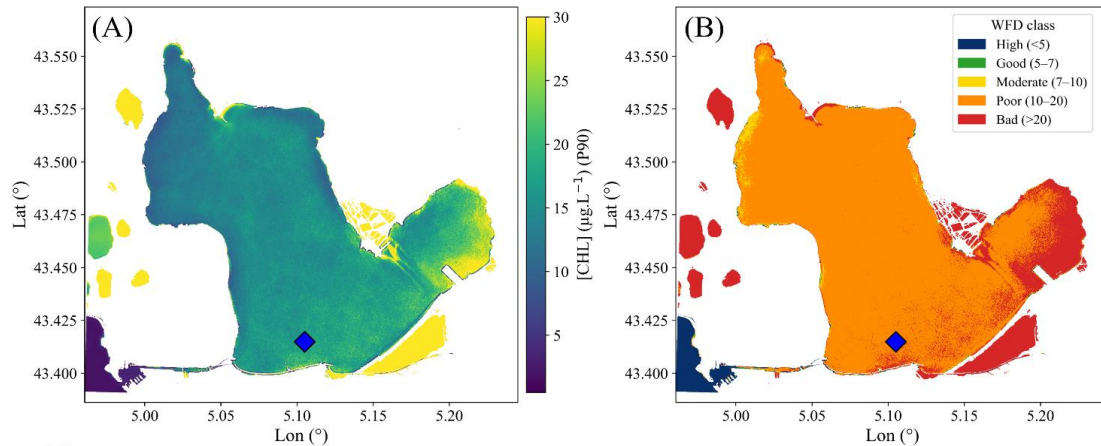 (A)
43.550
43.525
43.500
43.475
43.450
43.425
43.400
Lat (°)
5.00 5.05 5.10 5.15 5.20
Lon (°)
30
25
20
15
10
5
[CHL] (µg.L⁻¹) (P90)
(B)
WFD class
High (<5)
Good (5–7)
Moderate (7–10)
Poor (10–20)
Bad (>20)
43.550
43.525
43.500
43.475
43.450
43.425
43.400
Lat (°)
5.00 5.05 5.10 5.15 5.20
Lon (°)